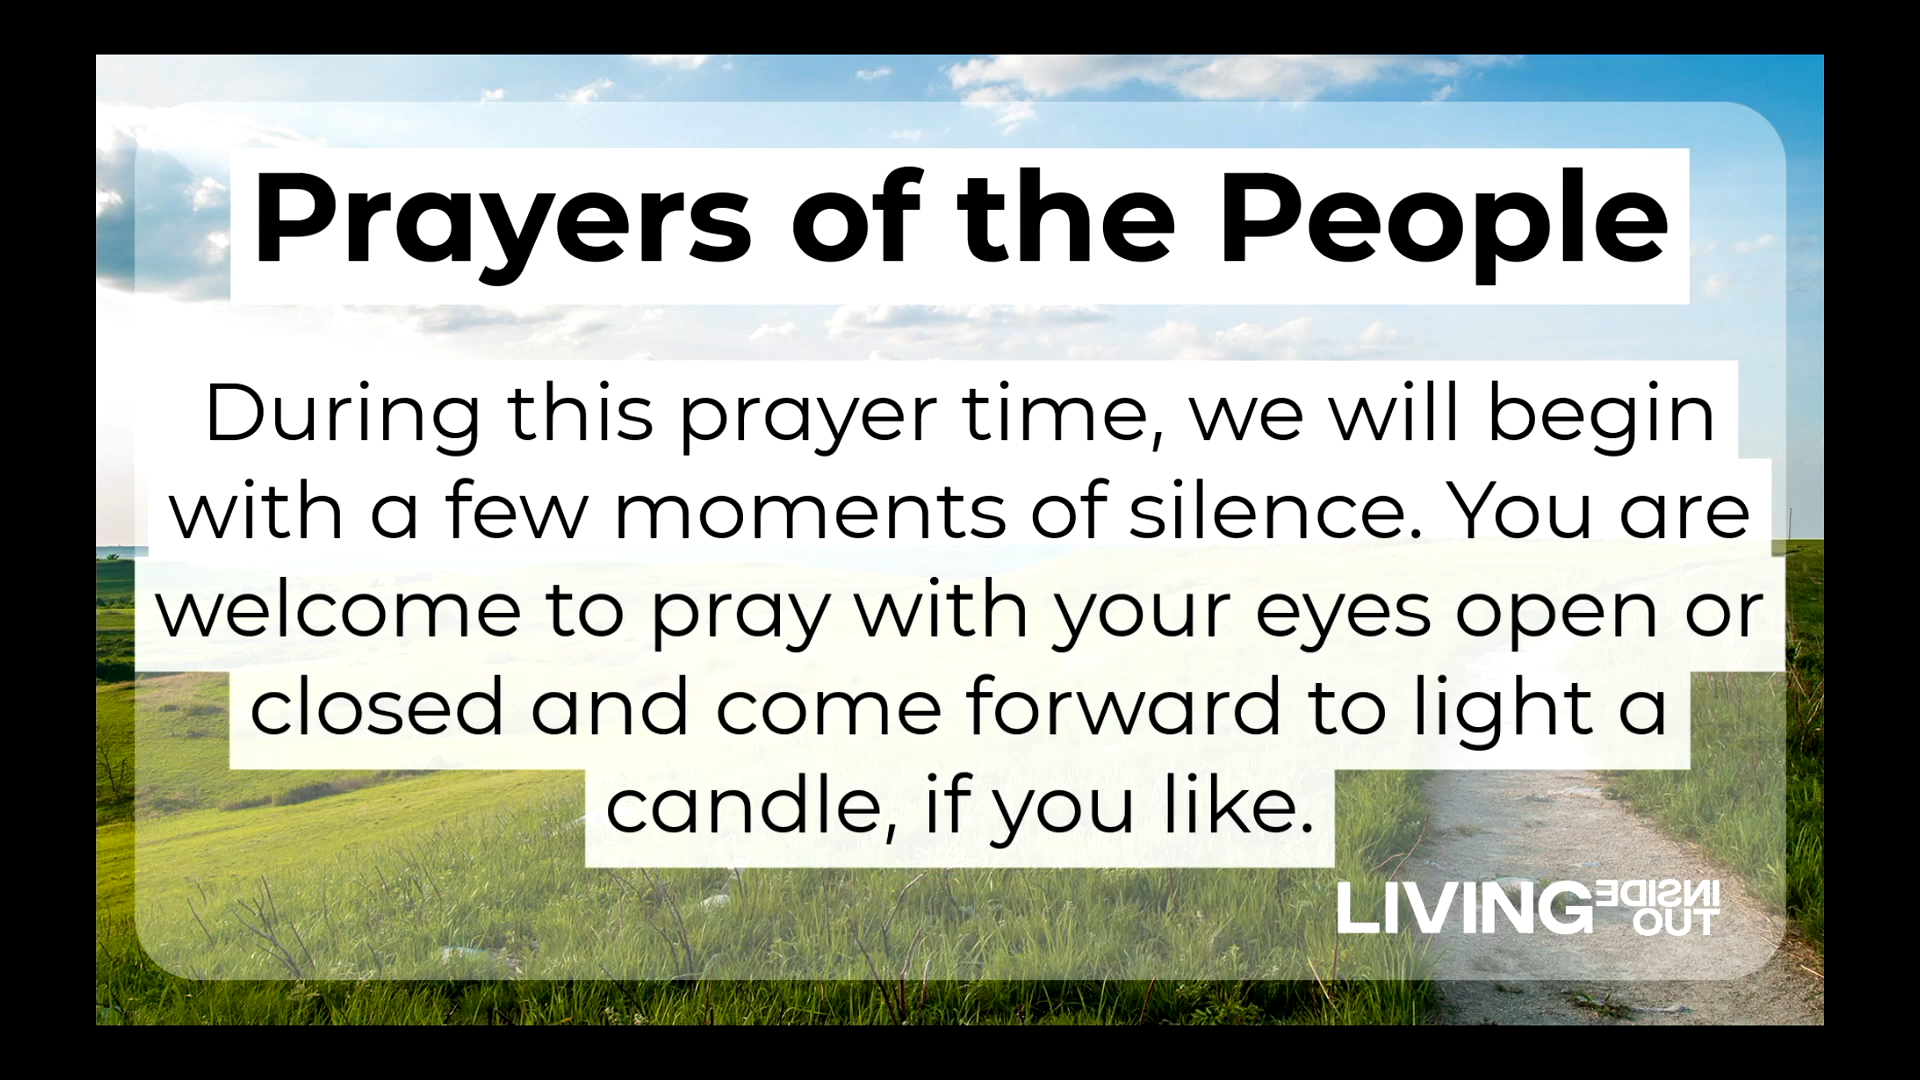 Prayers of the People
During this prayer time, we will begin
with a few moments of silence. You are
welcome to pray with your eyes open or
closed and come forward to light a
candle, if you like.
LIVING INSIDE
OUT